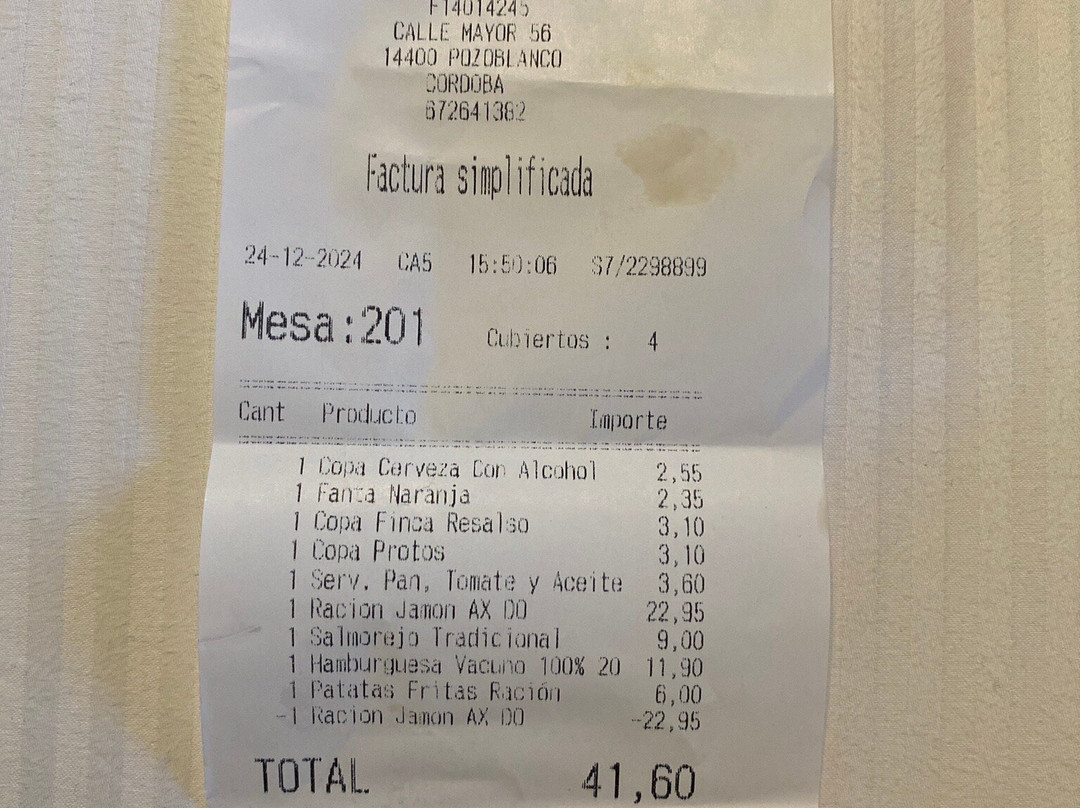 F14014245
CALLE MAYOR 56
14400 POZOBLANCO
CORDOBA
672641382
Factura simplificada
24-12-2024 CA5 15:50:06 S7/2298899
Mesa:201 Cubiertos : 4
Cant Producto Importe
1 Copa Cerveza Con Alcohol 2,55
1 Fanta Naranja 2,35
1 Copa Finca Resalso 3,10
1 Copa Protos 3,10
1 Serv. Pan, Tomate y Aceite 3,60
1 Racion Jamon AX DO 22,95
1 Salmorejo Tradicional 9,00
1 Hamburguesa Vacuno 100% 20 11,90
1 Patatas Fritas Ración 6,00
-1 Racion Jamon AX DO -22,95
TOTAL 41,60